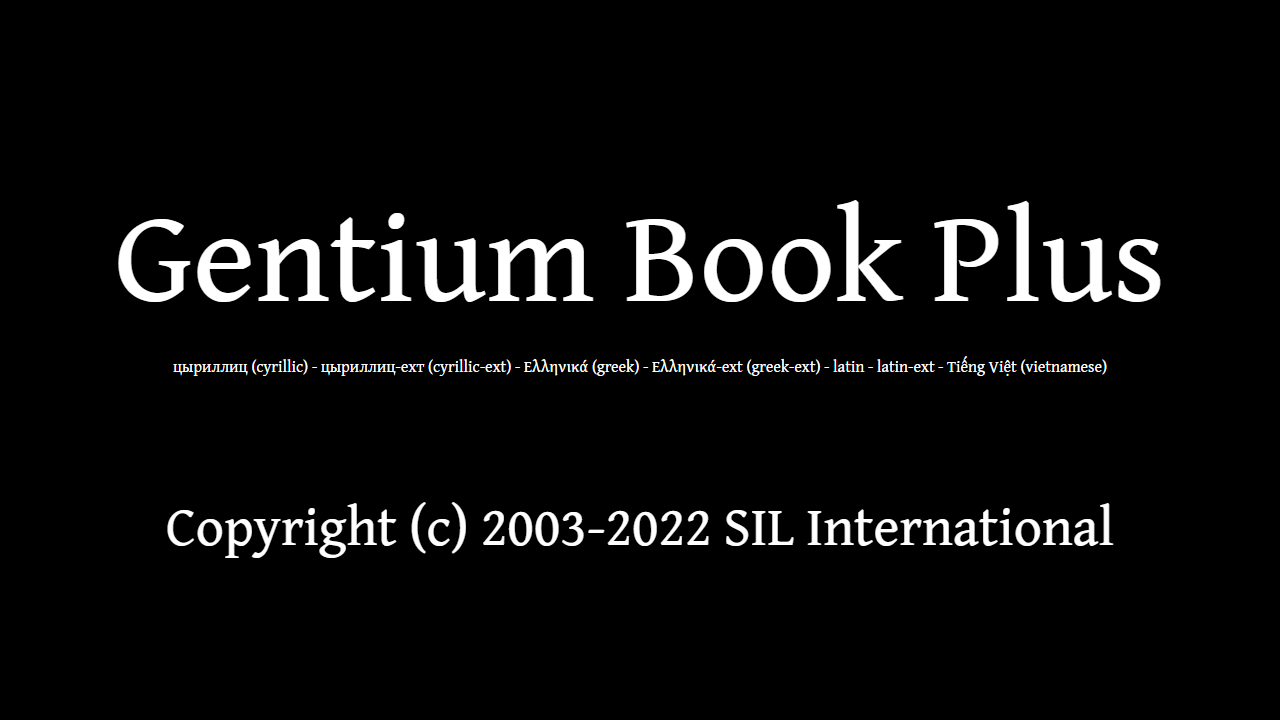 Gentium Book Plus
цыриллиц (cyrillic) - цыриллиц-ехт (cyrillic-ext) - Ελληνικά (greek) - Ελληνικά-ext (greek-ext) - latin - latin-ext - Tiếng Việt (vietnamese)
Copyright (c) 2003-2022 SIL International